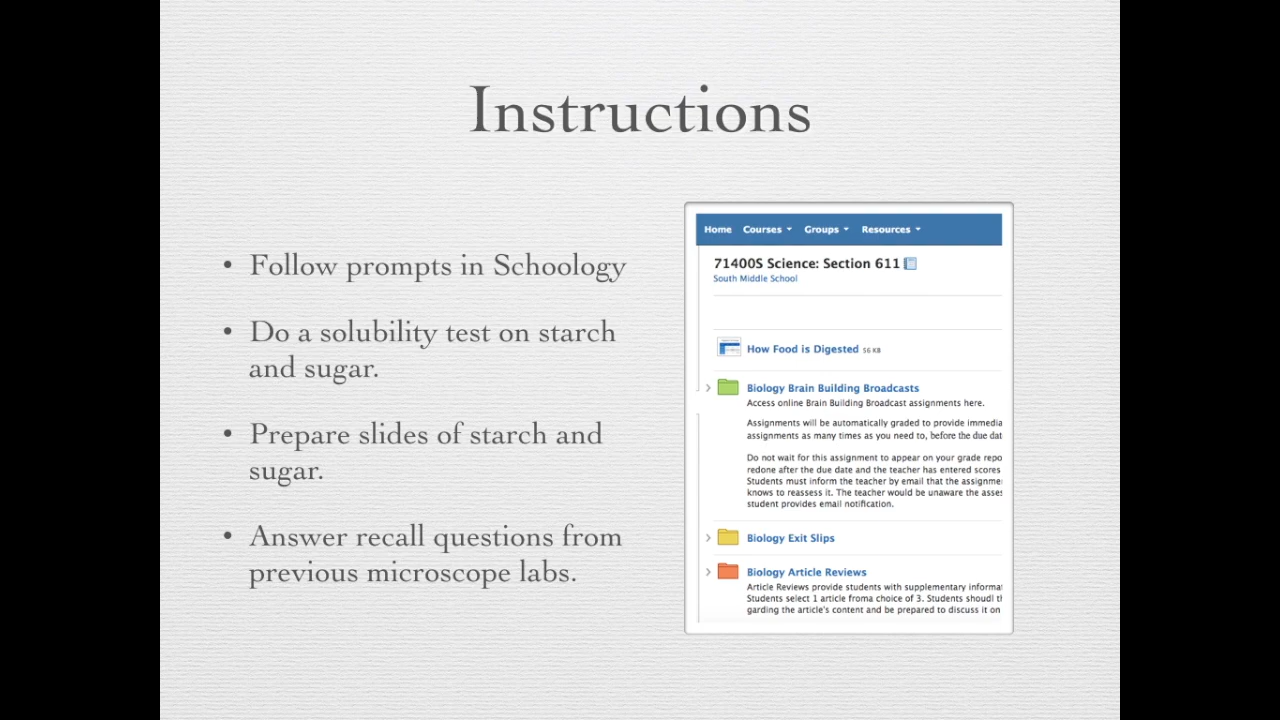 Instructions
• Follow prompts in Schoology
• Do a solubility test on starch
and sugar.
• Prepare slides of starch and
sugar.
• Answer recall questions from
previous microscope labs.
Home Courses Groups Resources
71400S Science: Section 611
South Middle School
How Food is Digested 56 KB
Biology Brain Building Broadcasts
Access online Brain Building Broadcast assignments here.
Assignments will be automatically graded to provide immedia
assignments as many times as you need to, before the due dat
Do not wait for this assignment to appear on your grade repo
redone after the due date and the teacher has entered scores
Students must inform the teacher by email that the assignme
knows to reassess it. The teacher would be unaware the asses
student provides email notification.
Biology Exit Slips
Biology Article Reviews
Article Reviews provide students with supplementary informat
Students select 1 article froma choice of 3. Students shoudl th
garding the article's content and be prepared to discuss it on